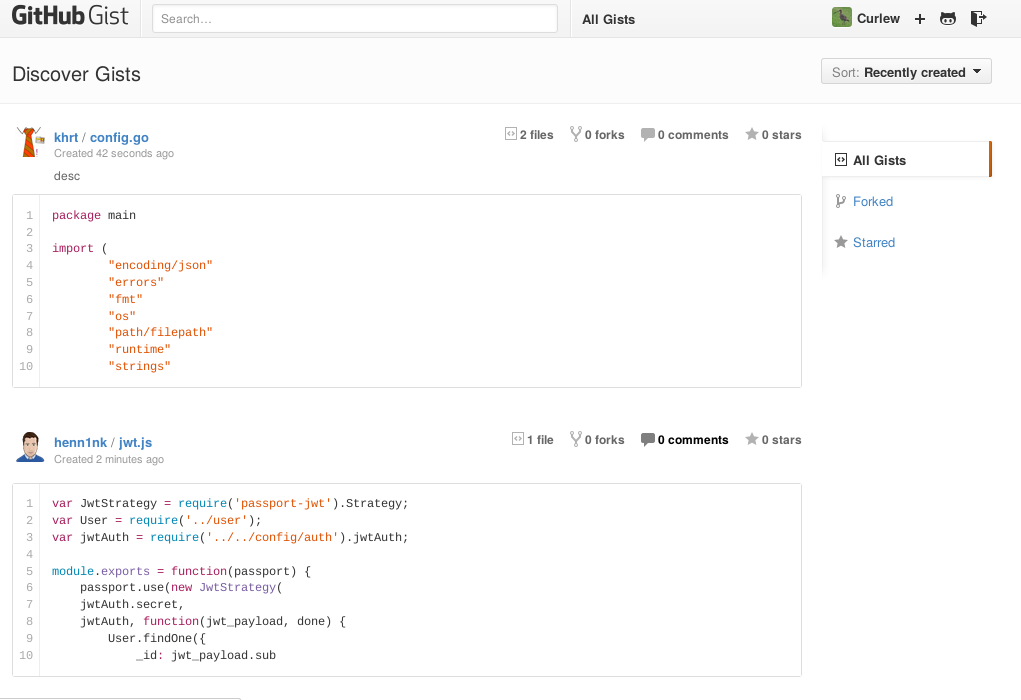 GitHub Gist Search... All Gists Curlew
Discover Gists Sort: Recently created
khrt / config.go 2 files 0 forks 0 comments 0 stars
Created 42 seconds ago
desc
1 package main
2
3 import (
4 "encoding/json"
5 "errors"
6 "fmt"
7 "os"
8 "path/filepath"
9 "runtime"
10 "strings"
All Gists
Forked
Starred
henn1nk / jwt.js 1 file 0 forks 0 comments 0 stars
Created 2 minutes ago
1 var JwtStrategy = require('passport-jwt').Strategy;
2 var User = require('../user');
3 var jwtAuth = require('../../config/auth').jwtAuth;
4
5 module.exports = function(passport) {
6 passport.use(new JwtStrategy(
7 jwtAuth.secret,
8 jwtAuth, function(jwt_payload, done) {
9 User.findOne({
10 _id: jwt_payload.sub